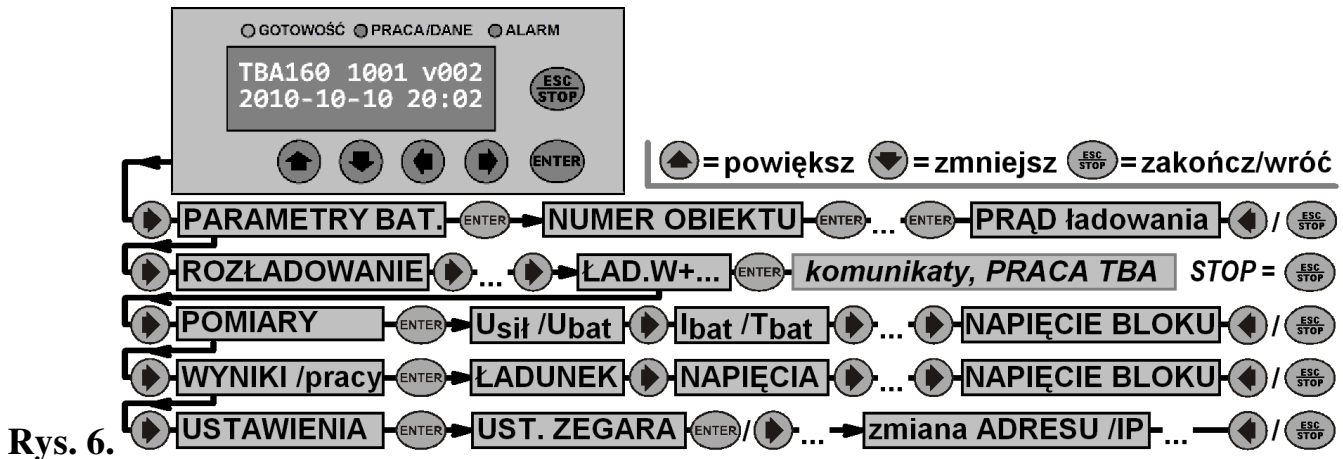 GOTOWOŚĆ PRACA/DANE ALARM
TBA160 1001 v002
2010-10-10 20:02
ESC
STOP
ENTER
=powiększ =zmniejsz ESC STOP =zakończ/wróć
PARAMETRY BAT. ENTER NUMER OBIEKTU ENTER ... ENTER PRĄD ładowania / ESC STOP
ROZŁADOWANIE ... ŁAD.W+... ENTER komunikaty, PRACA TBA STOP = ESC STOP
POMIARY ENTER Usił /Ubat Ibat /Tbat ... NAPIĘCIE BLOKU / ESC STOP
WYNIKI /pracy ENTER ŁADUNEK NAPIĘCIA ... NAPIĘCIE BLOKU / ESC STOP
Rys. 6. USTAWIENIA ENTER UST. ZEGARA ENTER / ... zmiana ADRESU /IP ... / ESC STOP